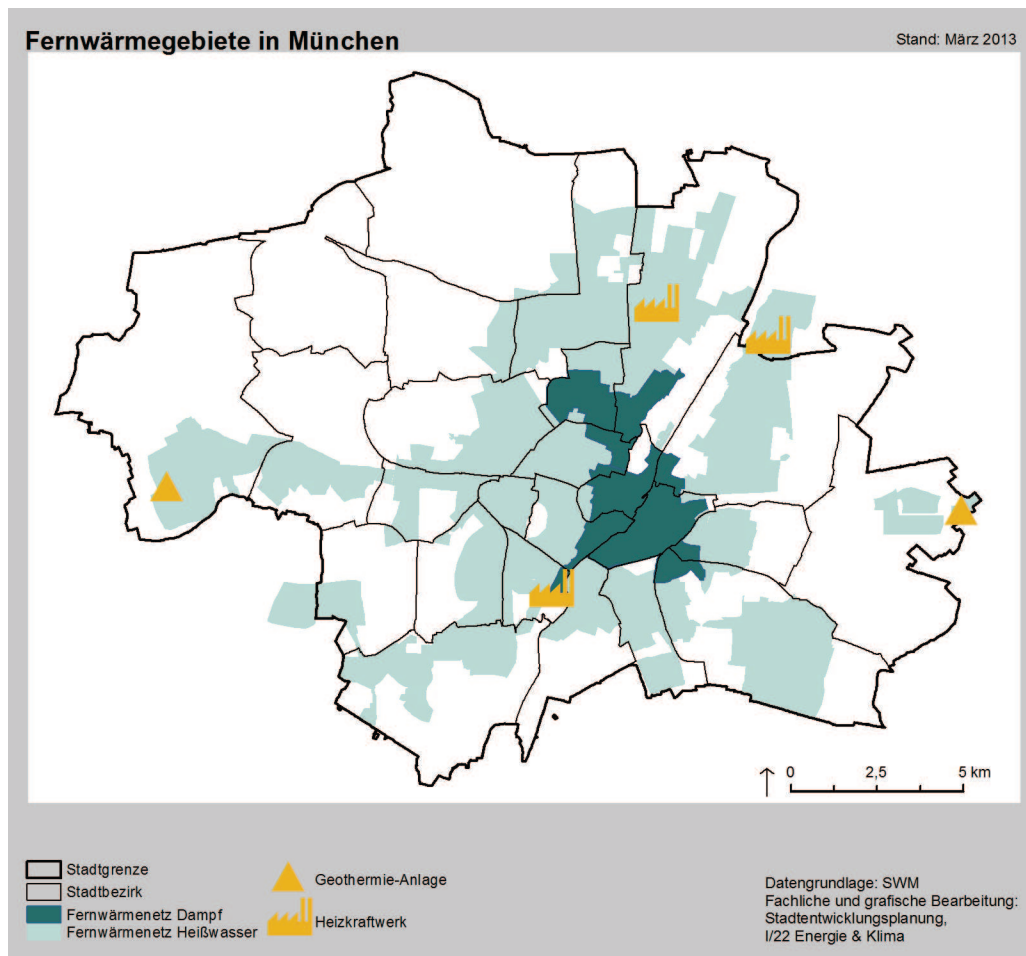 Fernwärmegebiete in München
Stand: März 2013
0 2,5 5 km
Stadtgrenze
Stadtbezirk
Fernwärmenetz Dampf
Fernwärmenetz Heißwasser
Geothermie-Anlage
Heizkraftwerk
Datengrundlage: SWM
Fachliche und grafische Bearbeitung:
Stadtentwicklungsplanung,
I/22 Energie & Klima